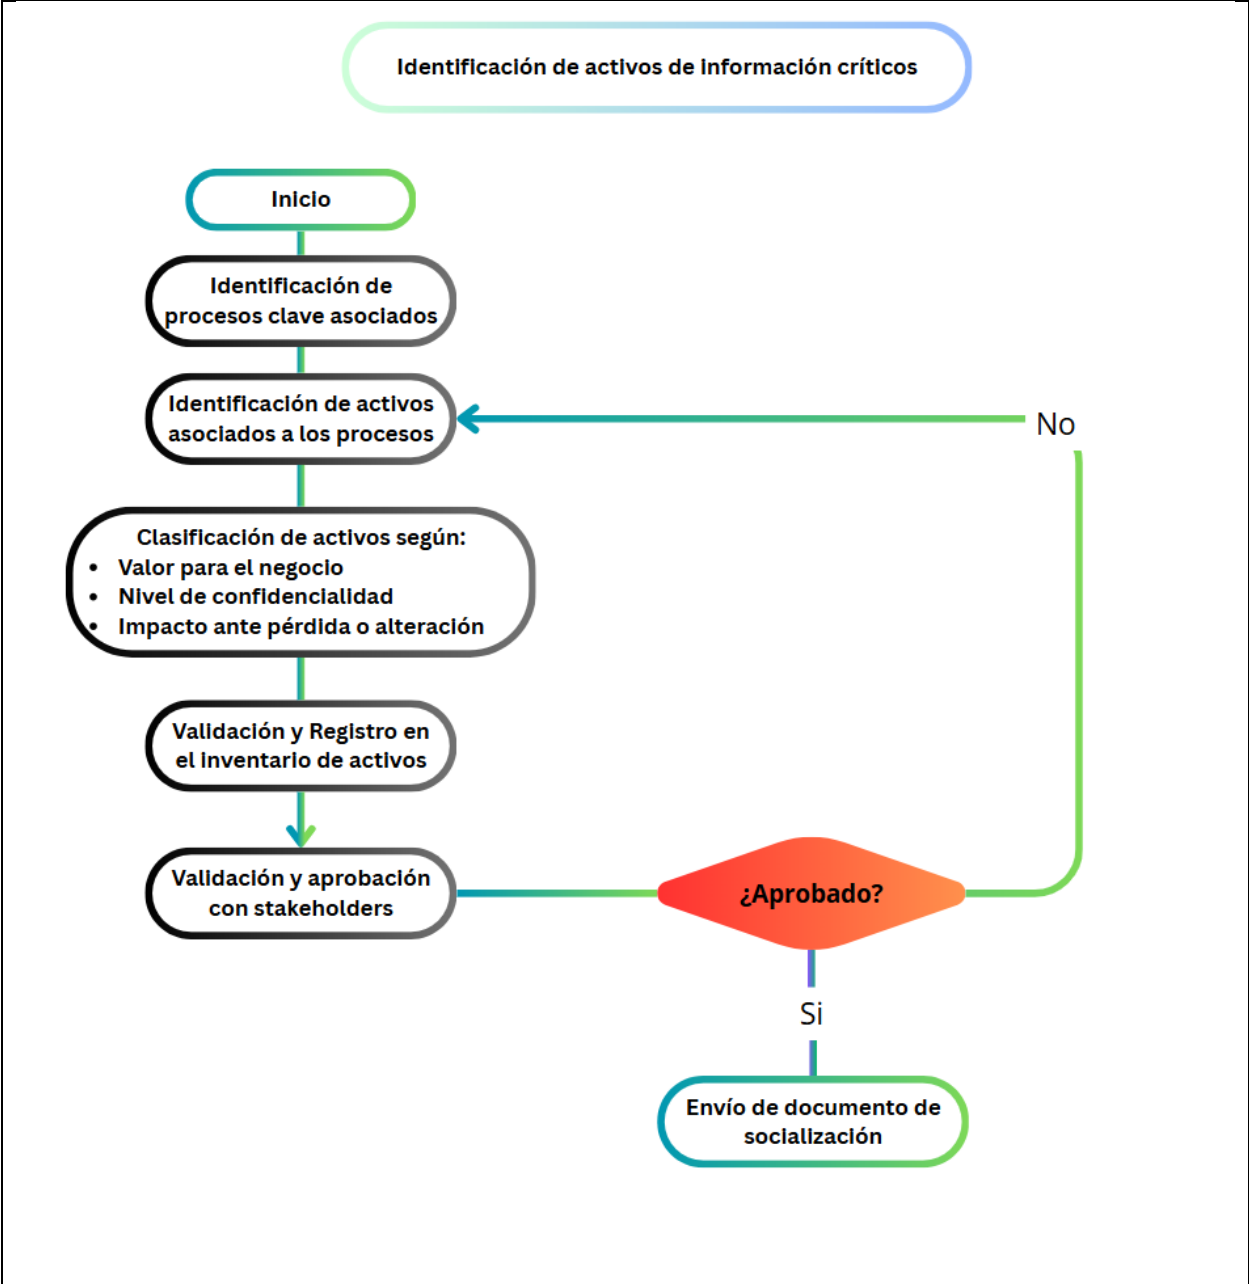 Identificación de activos de información críticos
Inicio
Identificación de
procesos clave asociados
Identificación de activos
asociados a los procesos
No
Clasificación de activos según:
• Valor para el negocio
• Nivel de confidencialidad
• Impacto ante pérdida o alteración
Validación y Registro en
el inventario de activos
Validación y aprobación
con stakeholders
¿Aprobado?
Si
Envío de documento de
socialización